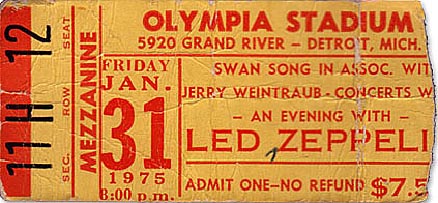 OLYMPIA STADIUM
5920 GRAND RIVER - DETROIT, MICH.
12 SEAT
H ROW
11 SEC.
MEZZANINE
FRIDAY
JAN.
31
1975
8:00 p.m.
SWAN SONG IN ASSOC. WIT
JERRY WEINTRAUB - CONCERTS W
— AN EVENING WITH —
LED ZEPPELI
ADMIT ONE—NO REFUND $7.5